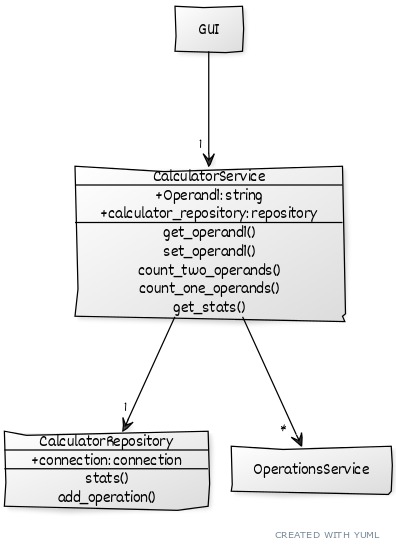 GUI
1
CalculatorService
+Operand1: string
+calculator_repository: repository
get_operand1()
set_operand1()
count_two_operands()
count_one_operands()
get_stats()
1
*
CalculatorRepository
+connection: connection
stats()
add_operation()
OperationsService
CREATED WITH YUML